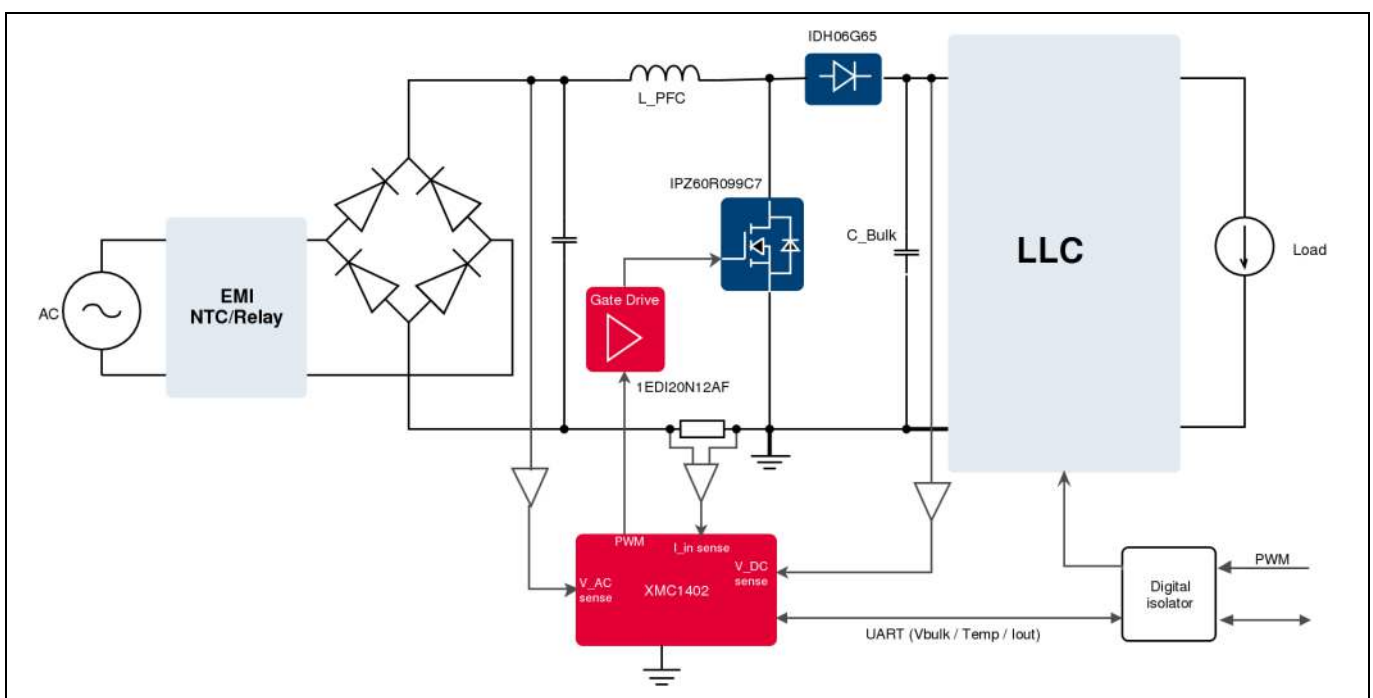 IDH06G65
L_PFC
IPZ60R099C7
C_Bulk
LLC
Load
AC
EMI
NTC/Relay
Gate Drive
1EDI20N12AF
PWM
I_in sense
V_DC
sense
V_AC
sense
XMC1402
Digital
isolator
PWM
UART (Vbulk / Temp / Iout)